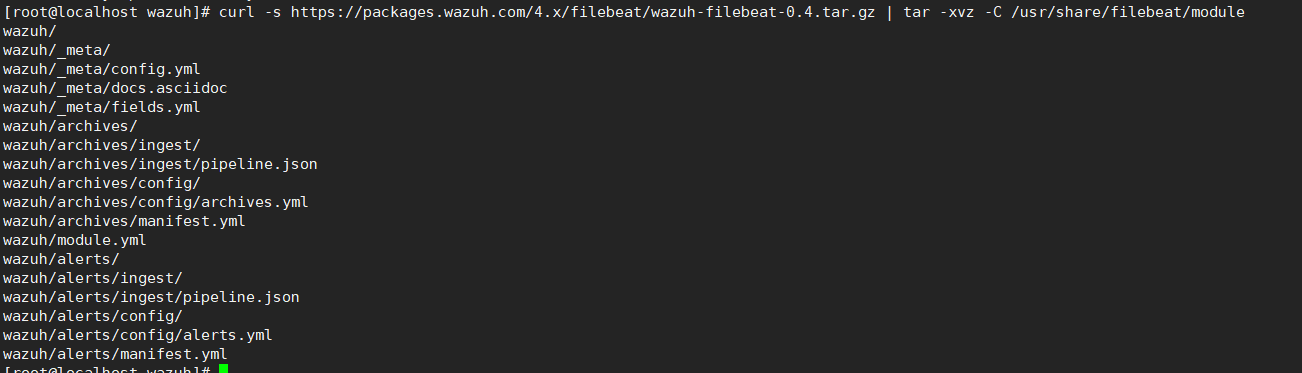 [root@localhost wazuh]# curl -s https://packages.wazuh.com/4.x/filebeat/wazuh-filebeat-0.4.tar.gz | tar -xvz -C /usr/share/filebeat/module
wazuh/
wazuh/_meta/
wazuh/_meta/config.yml
wazuh/_meta/docs.asciidoc
wazuh/_meta/fields.yml
wazuh/archives/
wazuh/archives/ingest/
wazuh/archives/ingest/pipeline.json
wazuh/archives/config/
wazuh/archives/config/archives.yml
wazuh/archives/manifest.yml
wazuh/module.yml
wazuh/alerts/
wazuh/alerts/ingest/
wazuh/alerts/ingest/pipeline.json
wazuh/alerts/config/
wazuh/alerts/config/alerts.yml
wazuh/alerts/manifest.yml
[root@localhost wazuh]#